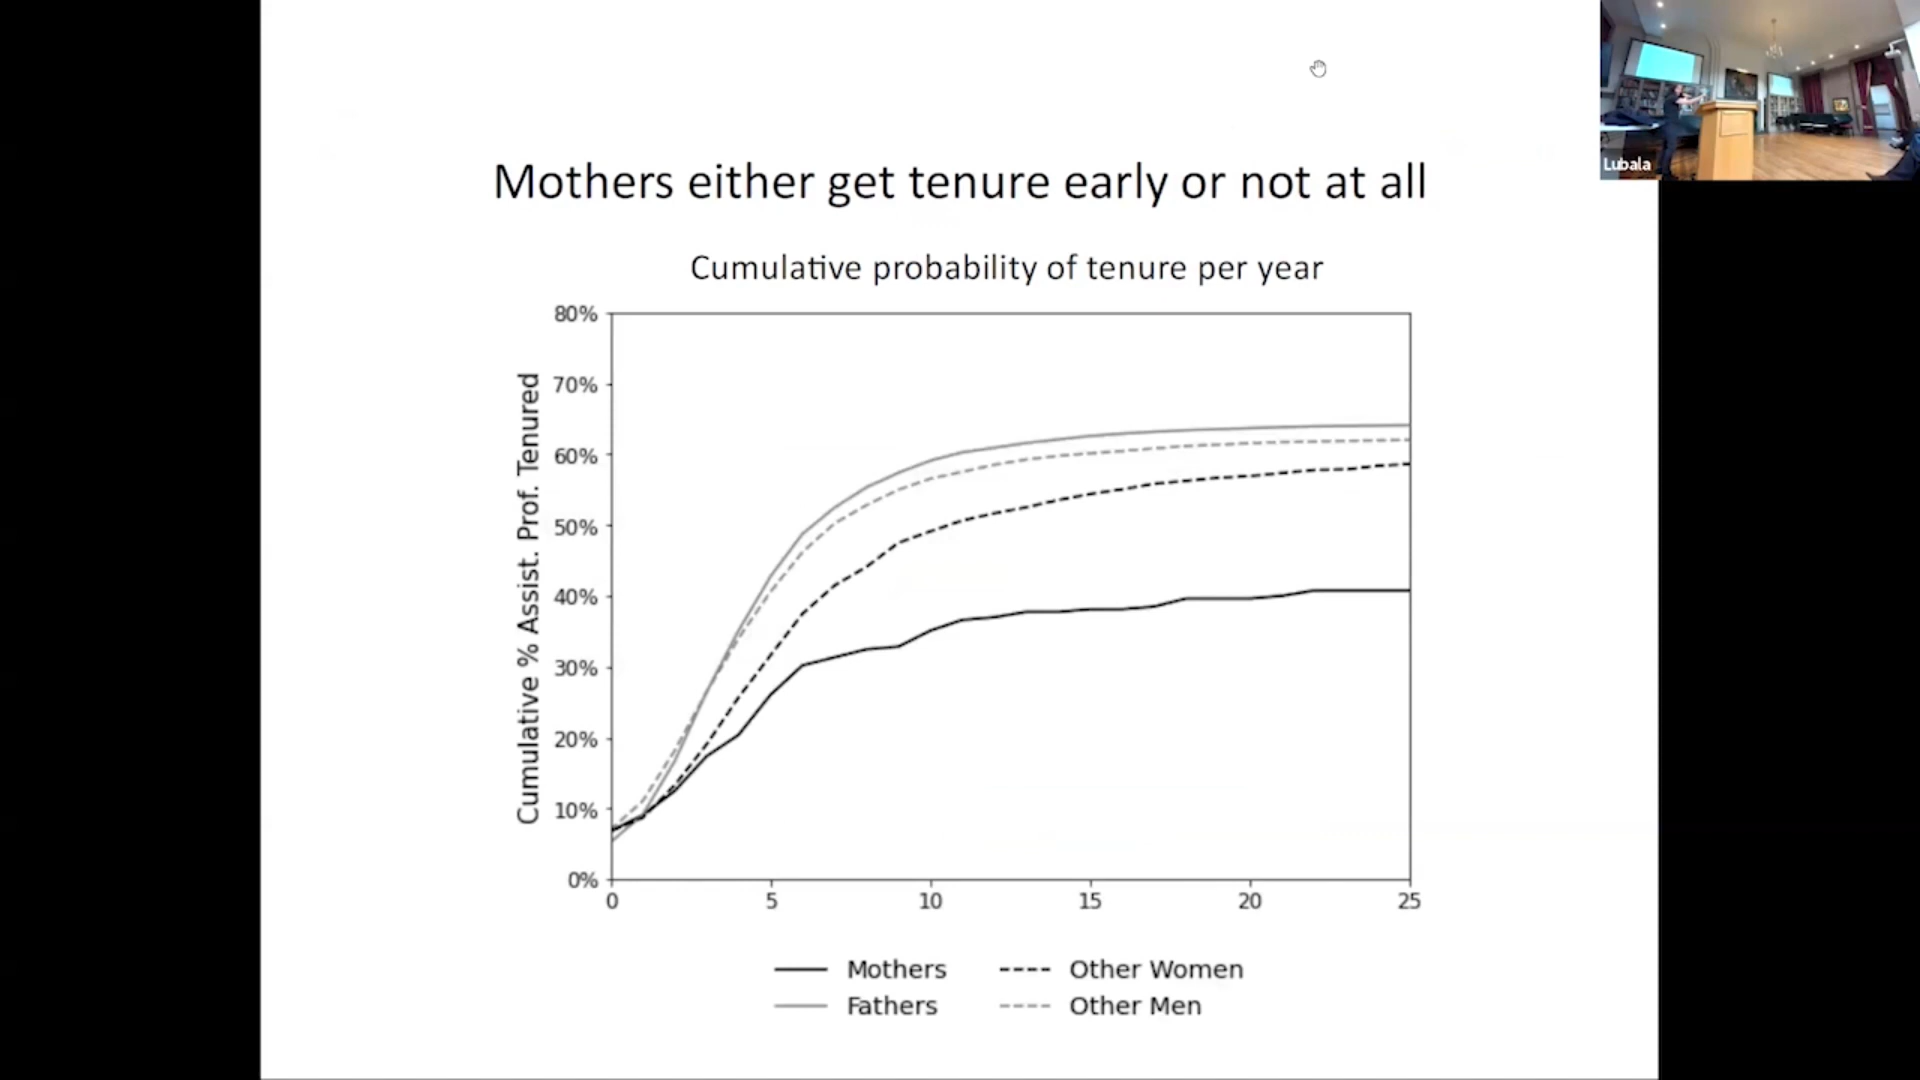 Lubala
Mothers either get tenure early or not at all
Cumulative probability of tenure per year
Cumulative % Assist. Prof. Tenured
80%
70%
60%
50%
40%
30%
20%
10%
0%
0 5 10 15 20 25
Mothers Other Women
Fathers Other Men